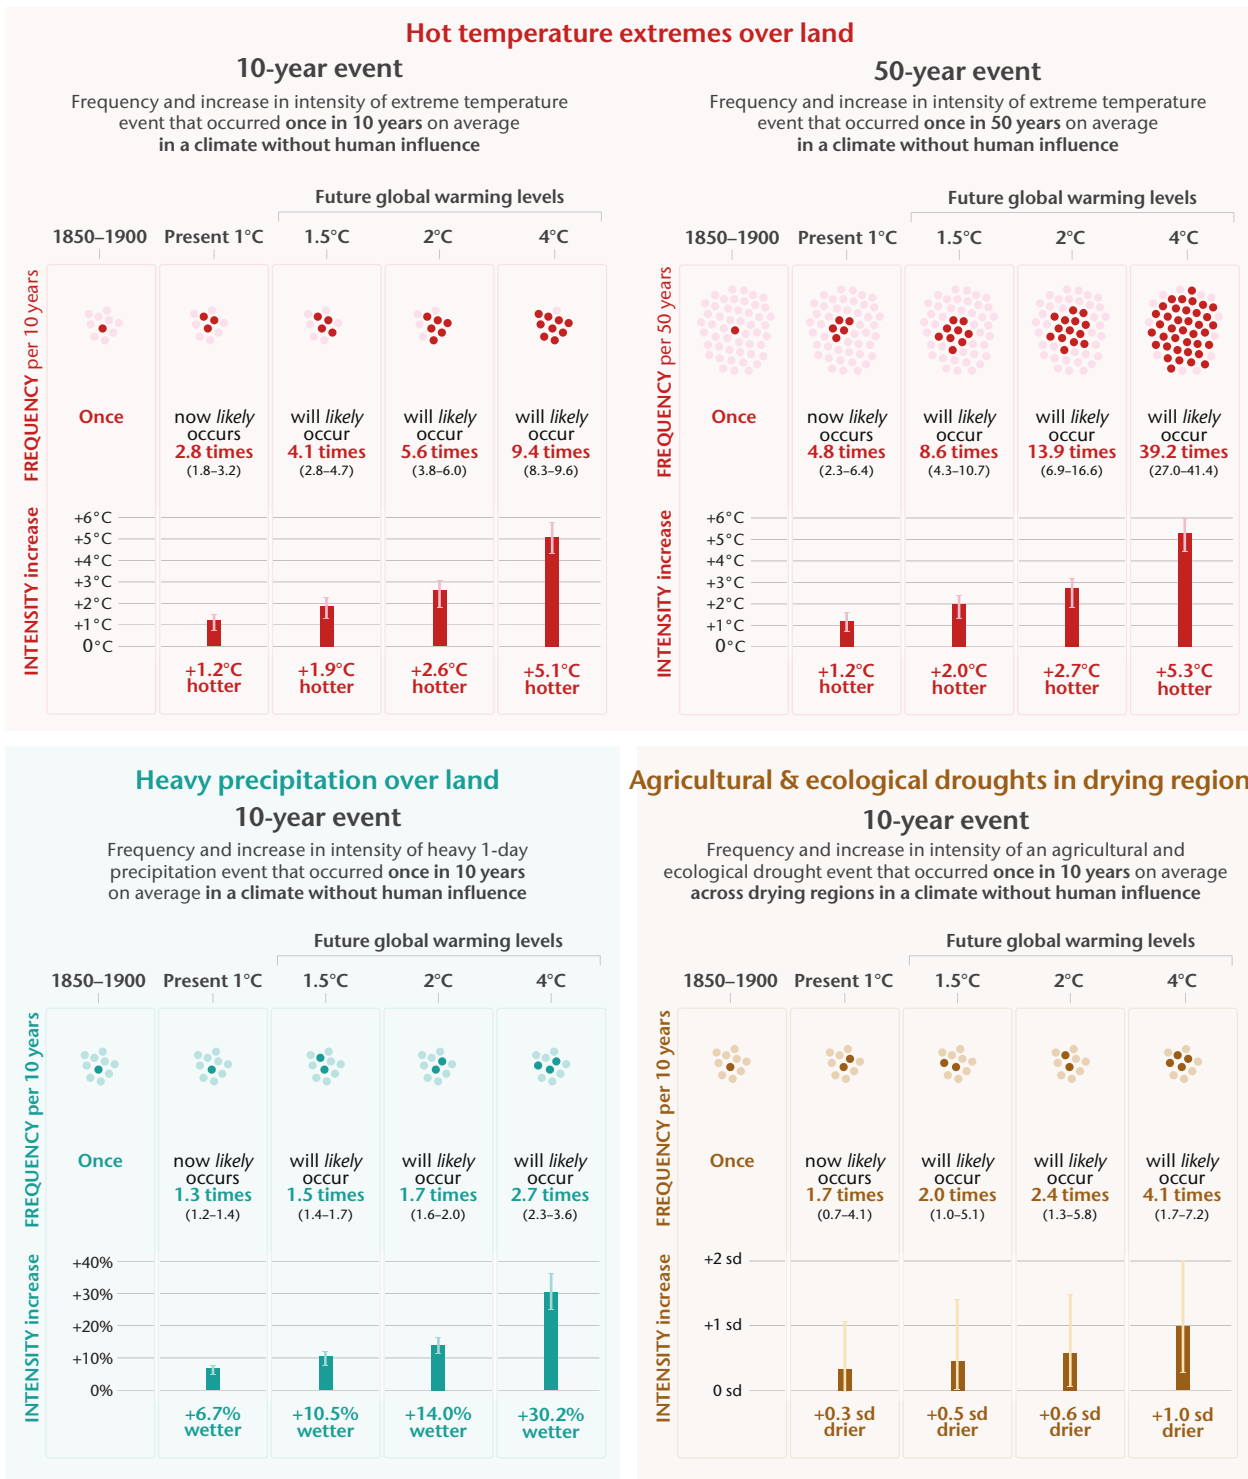 Hot temperature extremes over land
10-year event
Frequency and increase in intensity of extreme temperature
event that occurred once in 10 years on average
in a climate without human influence
Future global warming levels
1850–1900 Present 1°C 1.5°C 2°C 4°C
FREQUENCY per 10 years
Once
now likely occurs 2.8 times (1.8–3.2)
will likely occur 4.1 times (2.8–4.7)
will likely occur 5.6 times (3.8–6.0)
will likely occur 9.4 times (8.3–9.6)
INTENSITY increase
+6°C
+5°C
+4°C
+3°C
+2°C
+1°C
0°C
+1.2°C hotter
+1.9°C hotter
+2.6°C hotter
+5.1°C hotter
50-year event
Frequency and increase in intensity of extreme temperature
event that occurred once in 50 years on average
in a climate without human influence
Future global warming levels
1850–1900 Present 1°C 1.5°C 2°C 4°C
FREQUENCY per 50 years
Once
now likely occurs 4.8 times (2.3–6.4)
will likely occur 8.6 times (4.3–10.7)
will likely occur 13.9 times (6.9–16.6)
will likely occur 39.2 times (27.0–41.4)
INTENSITY increase
+6°C
+5°C
+4°C
+3°C
+2°C
+1°C
0°C
+1.2°C hotter
+2.0°C hotter
+2.7°C hotter
+5.3°C hotter
Heavy precipitation over land
10-year event
Frequency and increase in intensity of heavy 1-day
precipitation event that occurred once in 10 years
on average in a climate without human influence
Future global warming levels
1850–1900 Present 1°C 1.5°C 2°C 4°C
FREQUENCY per 10 years
Once
now likely occurs 1.3 times (1.2–1.4)
will likely occur 1.5 times (1.4–1.7)
will likely occur 1.7 times (1.6–2.0)
will likely occur 2.7 times (2.3–3.6)
INTENSITY increase
+40%
+30%
+20%
+10%
0%
+6.7% wetter
+10.5% wetter
+14.0% wetter
+30.2% wetter
Agricultural & ecological droughts in drying region
10-year event
Frequency and increase in intensity of an agricultural and
ecological drought event that occurred once in 10 years on average
across drying regions in a climate without human influence
Future global warming levels
1850–1900 Present 1°C 1.5°C 2°C 4°C
FREQUENCY per 10 years
Once
now likely occurs 1.7 times (0.7–4.1)
will likely occur 2.0 times (1.0–5.1)
will likely occur 2.4 times (1.3–5.8)
will likely occur 4.1 times (1.7–7.2)
INTENSITY increase
+2 sd
+1 sd
0 sd
+0.3 sd drier
+0.5 sd drier
+0.6 sd drier
+1.0 sd drier